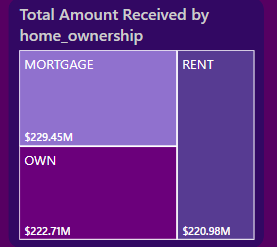 Total Amount Received by
home_ownership
MORTGAGE
$229.45M
OWN
$222.71M
RENT
$220.98M